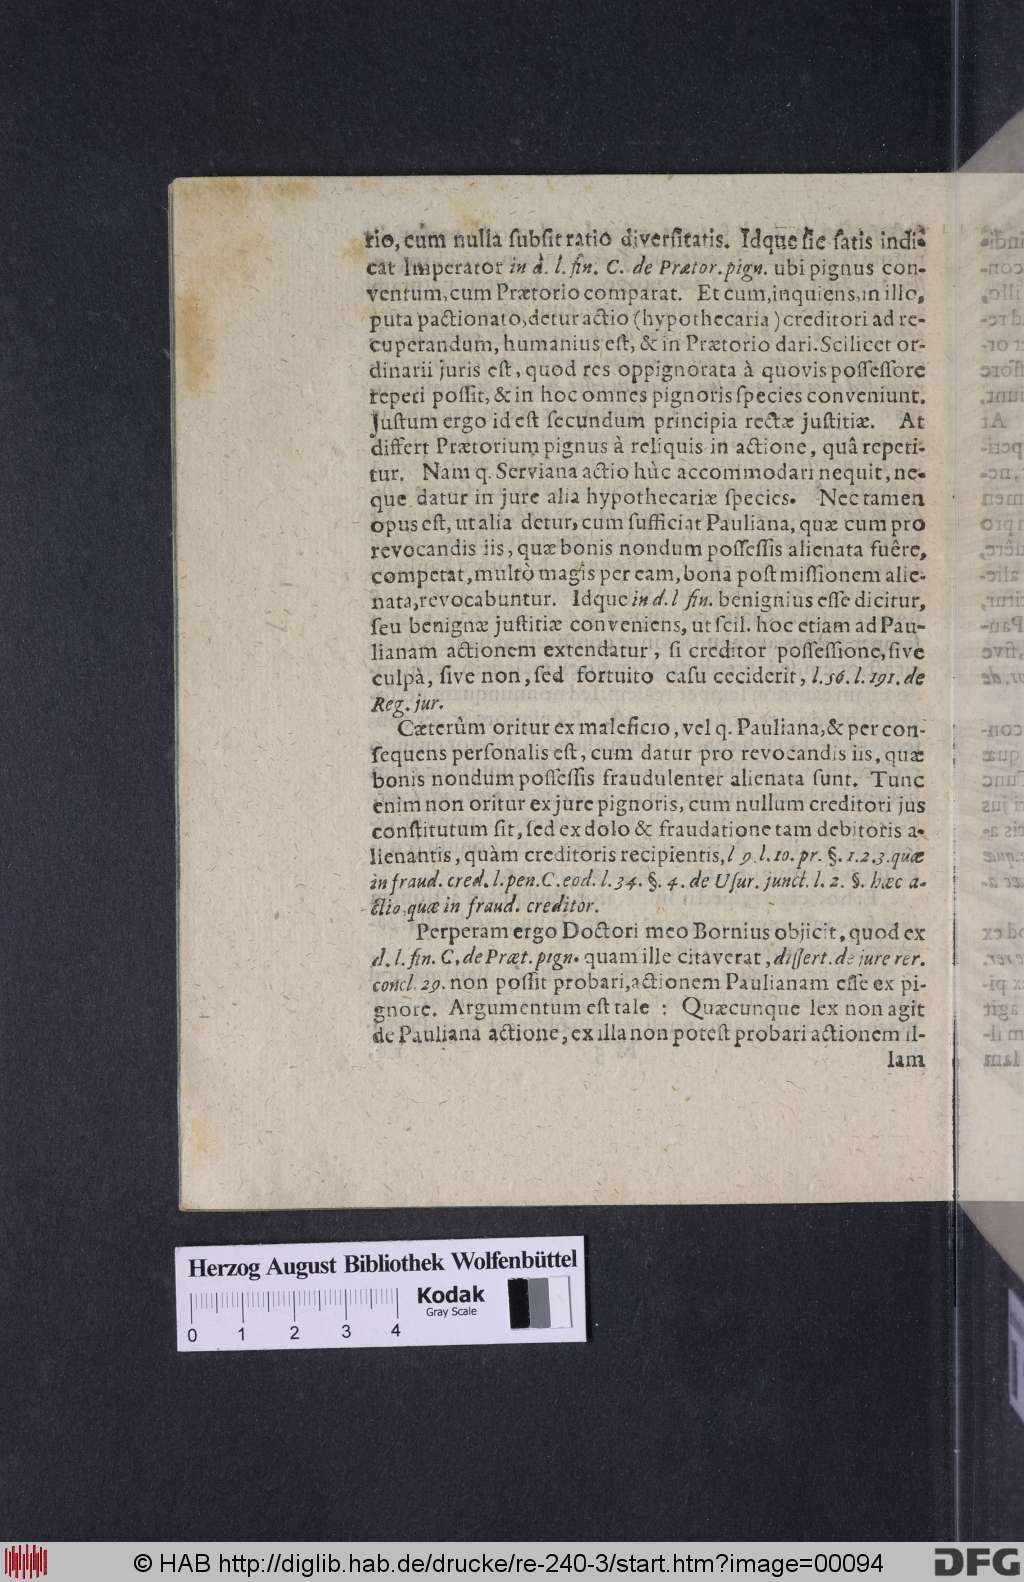 rio, cum nulla ſubſit ratio diverſitatis. Idque ſie ſatis indi-
cat Imperator in d. l. fin. C. de Prætor. pign. ubi pignus con-
ventum, cum Prætorio comparat. Et cum, inquiens, in illo,
puta pactionato, detur actio (hypothecaria) creditori ad re-
cuperandum, humanius eſt, & in Prætorio dari. Scilicet or-
dinarii juris eſt, quod res oppignorata à quovis poſſeſſore
repeti poſſit, & in hoc omnes pignoris ſpecies conveniunt.
Juſtum ergo id eſt ſecundum principia rectæ juſtitiæ. At
differt Prætorium pignus à reliquis in actione, quâ reperi-
tur. Nam q. Serviana actio hùc accommodari nequit, ne-
que datur in jure alia hypothecariæ ſpecies. Nec tamen
opus eſt, ut alia detur, cum ſufficiat Pauliana, quæ cum pro
revocandis iis, quæ bonis nondum poſſeſſis alienata fuêre,
competat, multò magis per eam, bona poſt miſſionem alie-
nata, revocabuntur. Idque in d. l fin. benignius eſſe dicitur,
ſeu benignæ juſtitiæ conveniens, ut ſcil. hoc etiam ad Pau-
lianam actionem extendatur, ſi creditor poſſeſſione, ſive
culpà, ſive non, ſed fortuito caſu ceciderit, l. 56. l. 191. de
Reg. jur.
Cæterùm oritur ex maleficio, vel q. Pauliana, & per con-
ſequens perſonalis eſt, cum datur pro revocandis iis, quæ
bonis nondum poſſeſſis fraudulenter alienata ſunt. Tunc
enim non oritur ex jure pignoris, cum nullum creditori jus
conſtitutum ſit, ſed ex dolo & fraudatione tam debitoris a-
lienantis, quàm creditoris recipientis, l 9. l. 10. pr. §. 1. 2. 3. quæ
in fraud. cred. l. pen. C. eod. l. 34. §. 4. de Uſur. junct. l. 2. §. hæc a-
ctio, quæ in fraud. creditor.
Perperam ergo Doctori meo Bornius objicit, quod ex
d. l. fin. C. de Præt. pign. quam ille citaverat, diſſert. de jure rer.
concl. 29. non poſſit probari, actionem Paulianam eſſe ex pi-
gnore. Argumentum eſt tale : Quæcunque lex non agit
de Pauliana actione, ex illa non poteſt probari actionem il-
lam
Herzog August Bibliothek Wolfenbüttel
Kodak
Gray Scale
0 1 2 3 4
© HAB http://diglib.hab.de/drucke/re-240-3/start.htm?image=00094
DFG